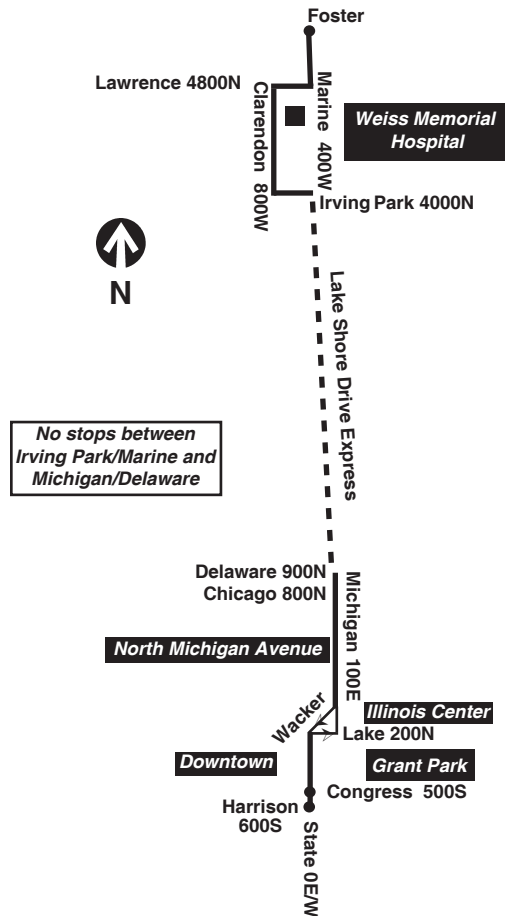 Foster
Lawrence 4800N
Marine 400W
Clarendon 800W
Weiss Memorial
Hospital
Irving Park 4000N
N
Lake Shore Drive Express
No stops between
Irving Park/Marine and
Michigan/Delaware
Delaware 900N
Chicago 800N
Michigan 100E
North Michigan Avenue
Wacker
Illinois Center
Lake 200N
Downtown
Grant Park
Congress 500S
Harrison
600S
State 0E/W